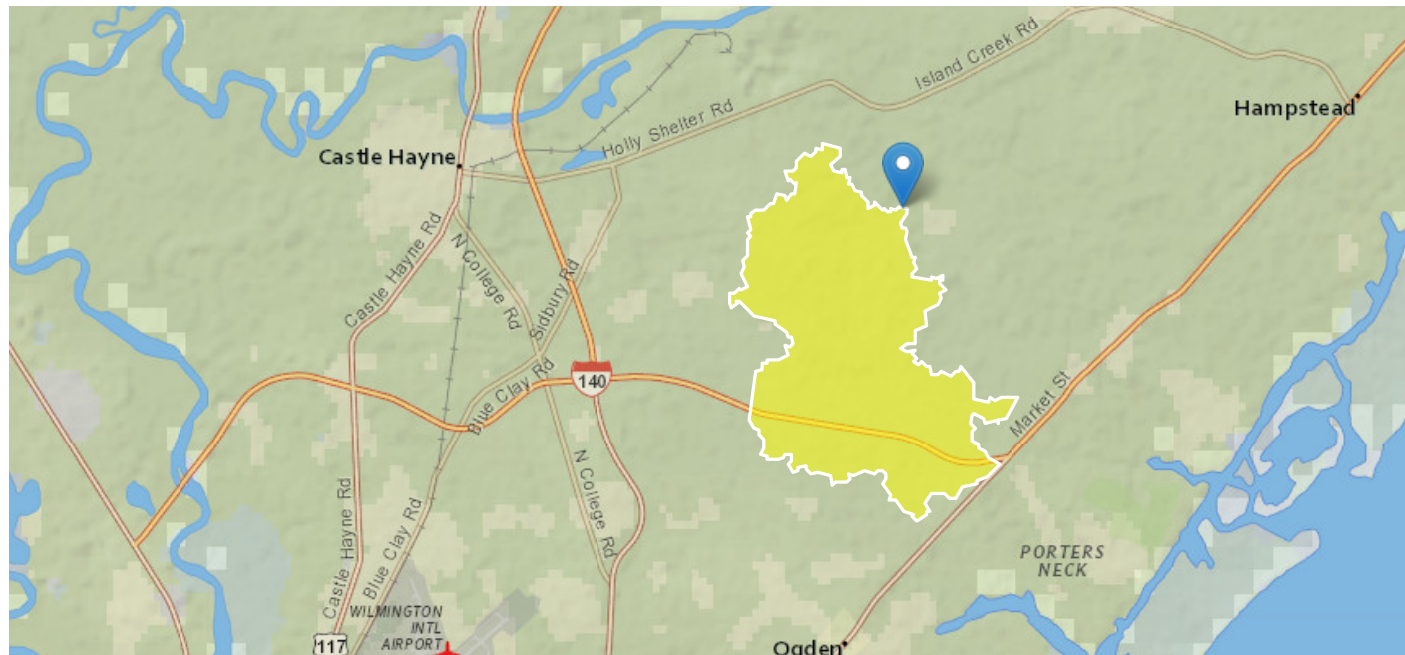 Island Creek Rd
Hampstead
Holly Shelter Rd
Castle Hayne
Castle Hayne Rd
N College Rd
Sidbury Rd
140
Blue Clay Rd
Market St
N College Rd
Castle Hayne Rd
Blue Clay Rd
PORTERS
NECK
WILMINGTON
INTL
AIRPORT
117
Ogden